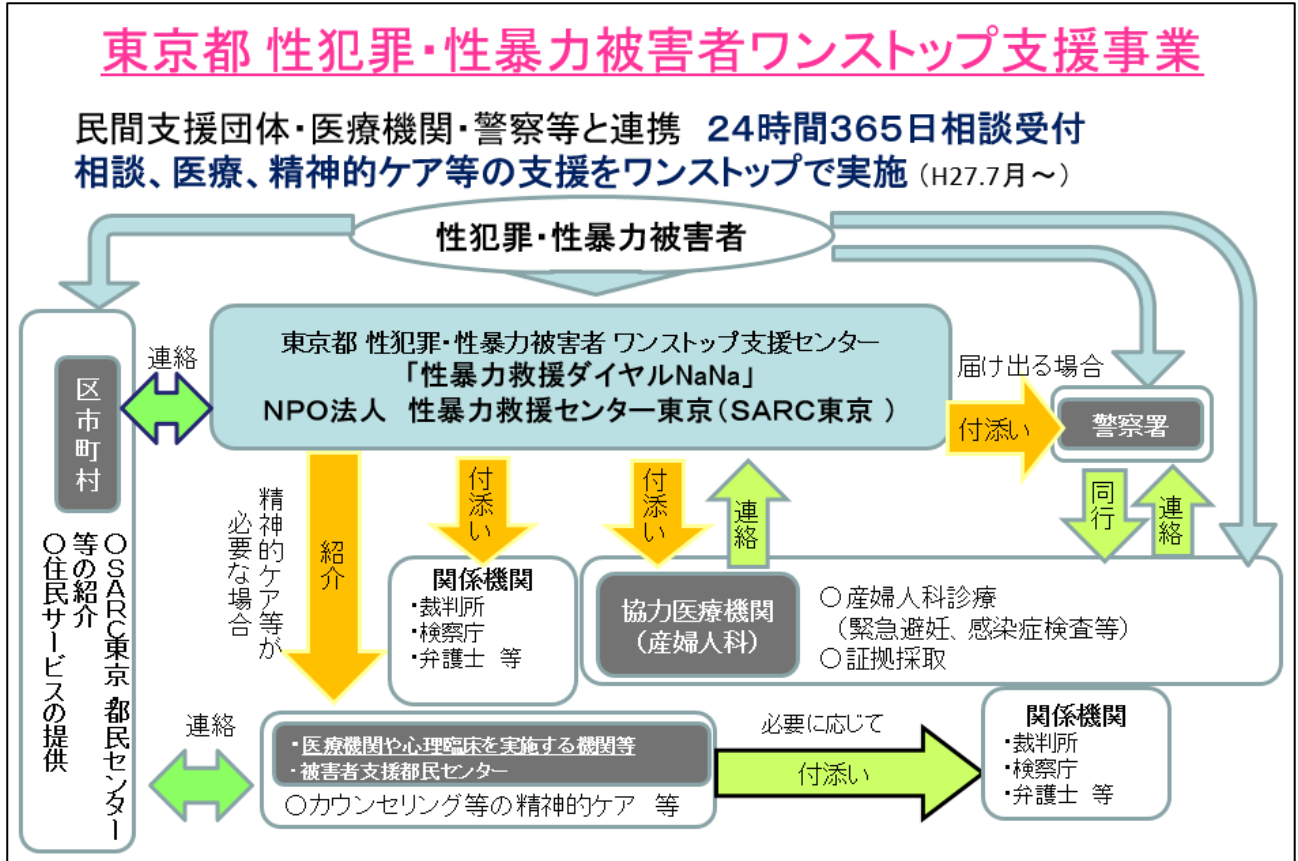 東京都 性犯罪・性暴力被害者ワンストップ支援事業
民間支援団体・医療機関・警察等と連携 24時間365日相談受付
相談、医療、精神的ケア等の支援をワンストップで実施 (H27.7月～)
性犯罪・性暴力被害者
東京都 性犯罪・性暴力被害者 ワンストップ支援センター
「性暴力救援ダイヤルNaNa」
NPO法人 性暴力救援センター東京(SARC東京 )
連絡
区市町村
○SARC東京 都民センター
等の紹介
○住民サービスの提供
届け出る場合
付添い
警察署
同行
連絡
精神的ケア等が
必要な場合
紹介
付添い
付添い
連絡
関係機関
・裁判所
・検察庁
・弁護士 等
協力医療機関
(産婦人科)
○産婦人科診療
(緊急避妊、感染症検査等)
○証拠採取
連絡
・医療機関や心理臨床を実施する機関等
・被害者支援都民センター
○カウンセリング等の精神的ケア 等
必要に応じて
付添い
関係機関
・裁判所
・検察庁
・弁護士 等